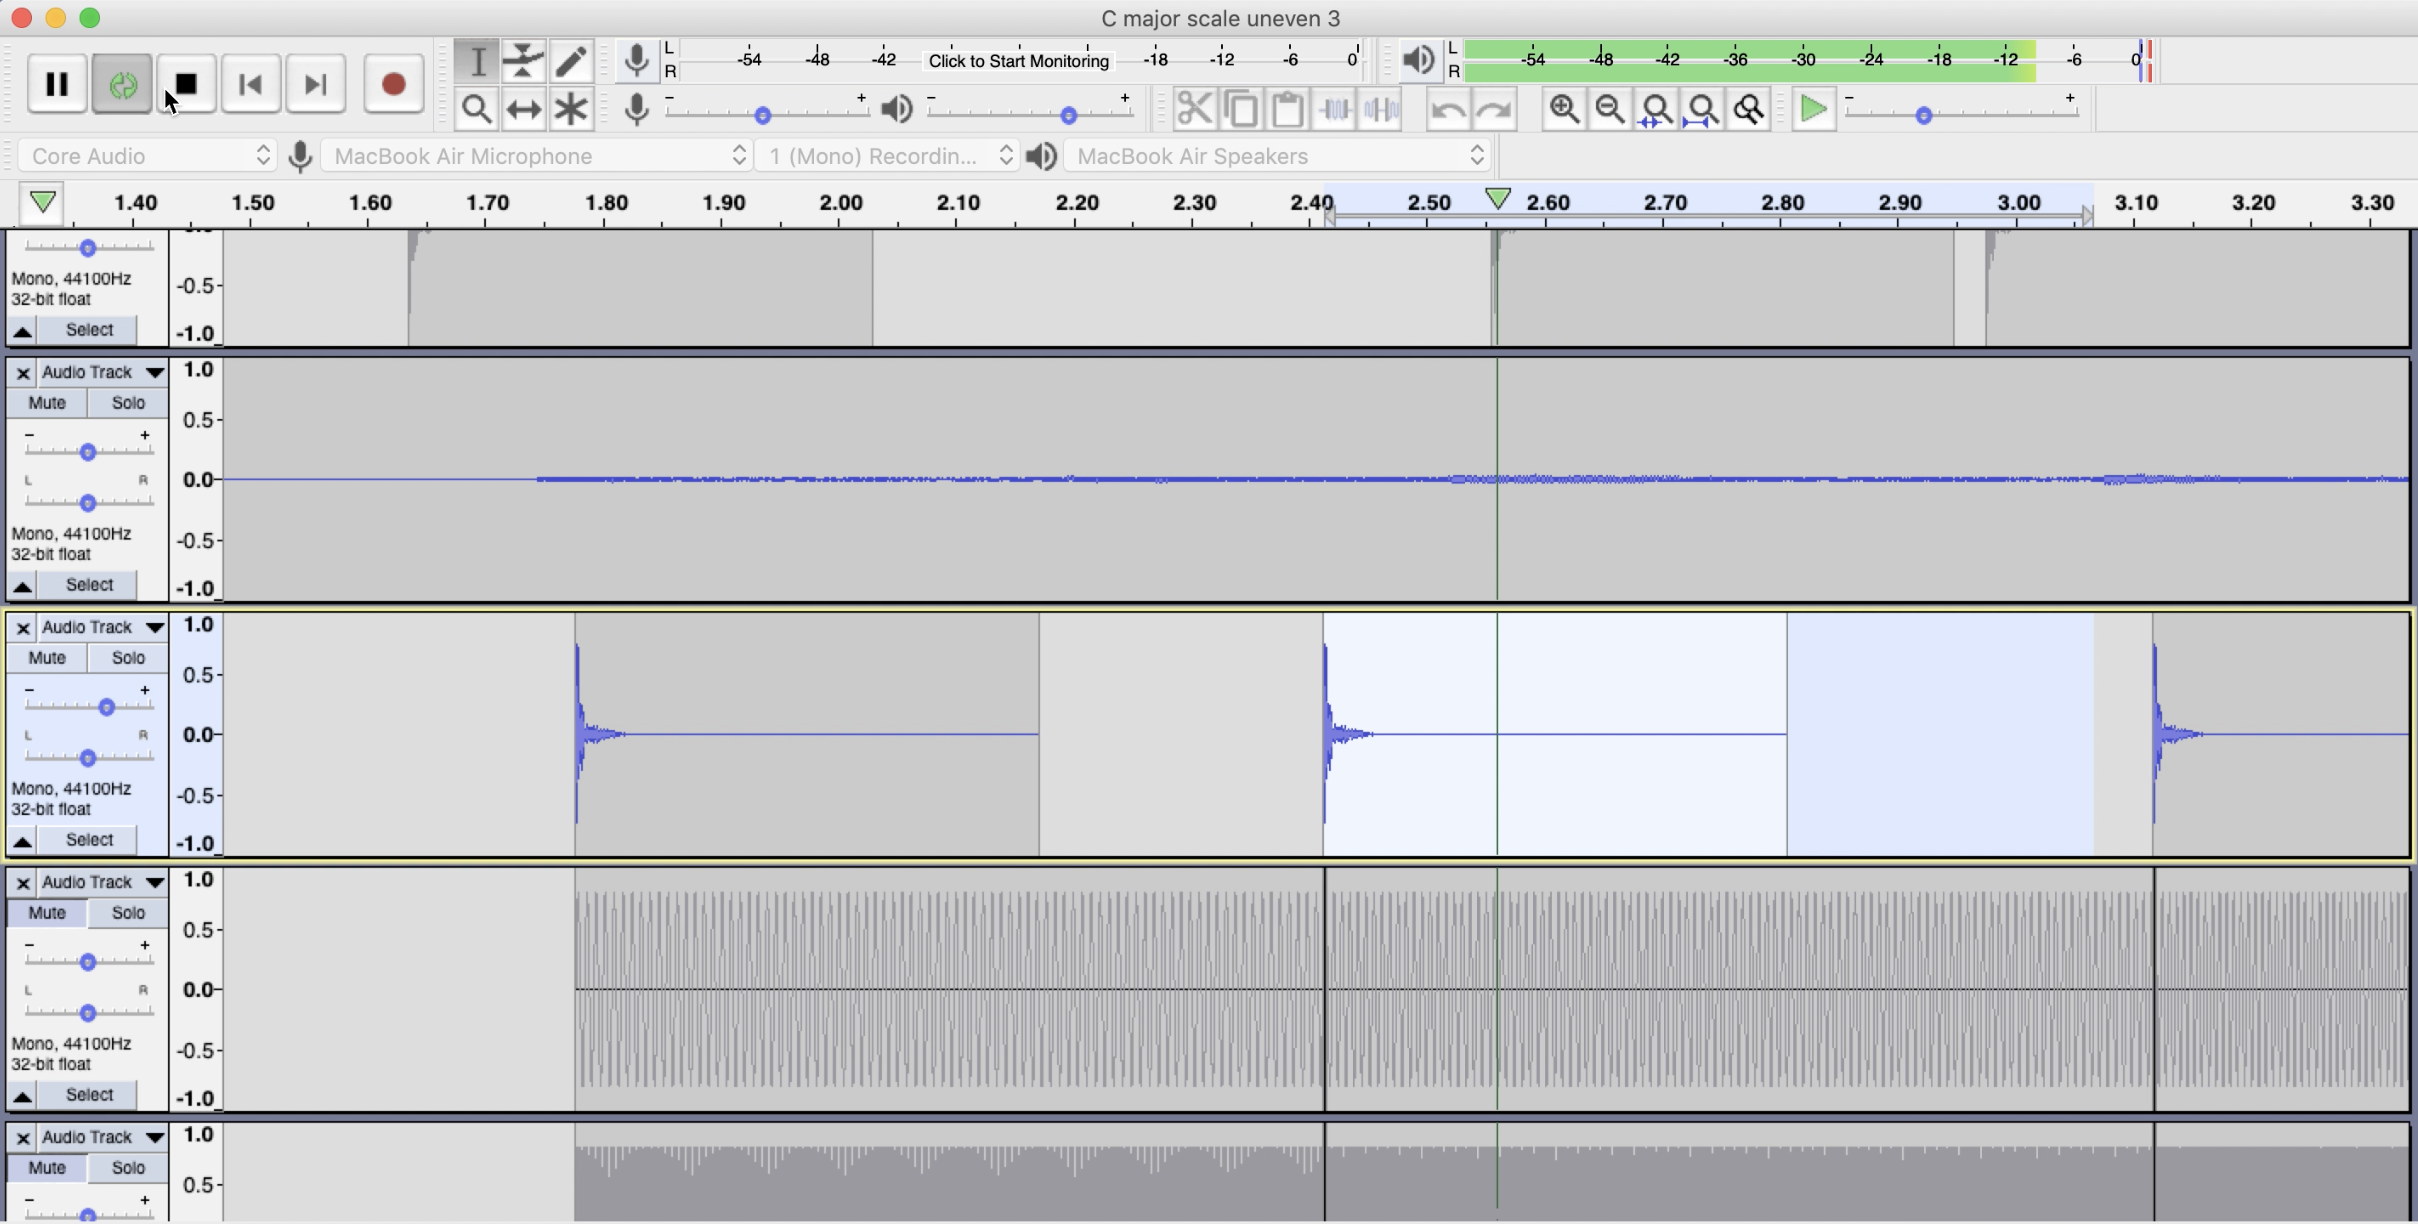 C major scale uneven 3
L
R
-54 -48 -42 Click to Start Monitoring -18 -12 -6 0
L
R
-54 -48 -42 -36 -30 -24 -18 -12 -6 0
- +
- +
- +
Core Audio MacBook Air Microphone 1 (Mono) Recordin... MacBook Air Speakers
1.40 1.50 1.60 1.70 1.80 1.90 2.00 2.10 2.20 2.30 2.40 2.50 2.60 2.70 2.80 2.90 3.00 3.10 3.20 3.30
Mono, 44100Hz
32-bit float
Select
-0.5
-1.0
Audio Track
Mute Solo
- +
L R
Mono, 44100Hz
32-bit float
Select
1.0
0.5
0.0
-0.5
-1.0
Audio Track
Mute Solo
- +
L R
Mono, 44100Hz
32-bit float
Select
1.0
0.5
0.0
-0.5
-1.0
Audio Track
Mute Solo
- +
L R
Mono, 44100Hz
32-bit float
Select
1.0
0.5
0.0
-0.5
-1.0
Audio Track
Mute Solo
- +
1.0
0.5